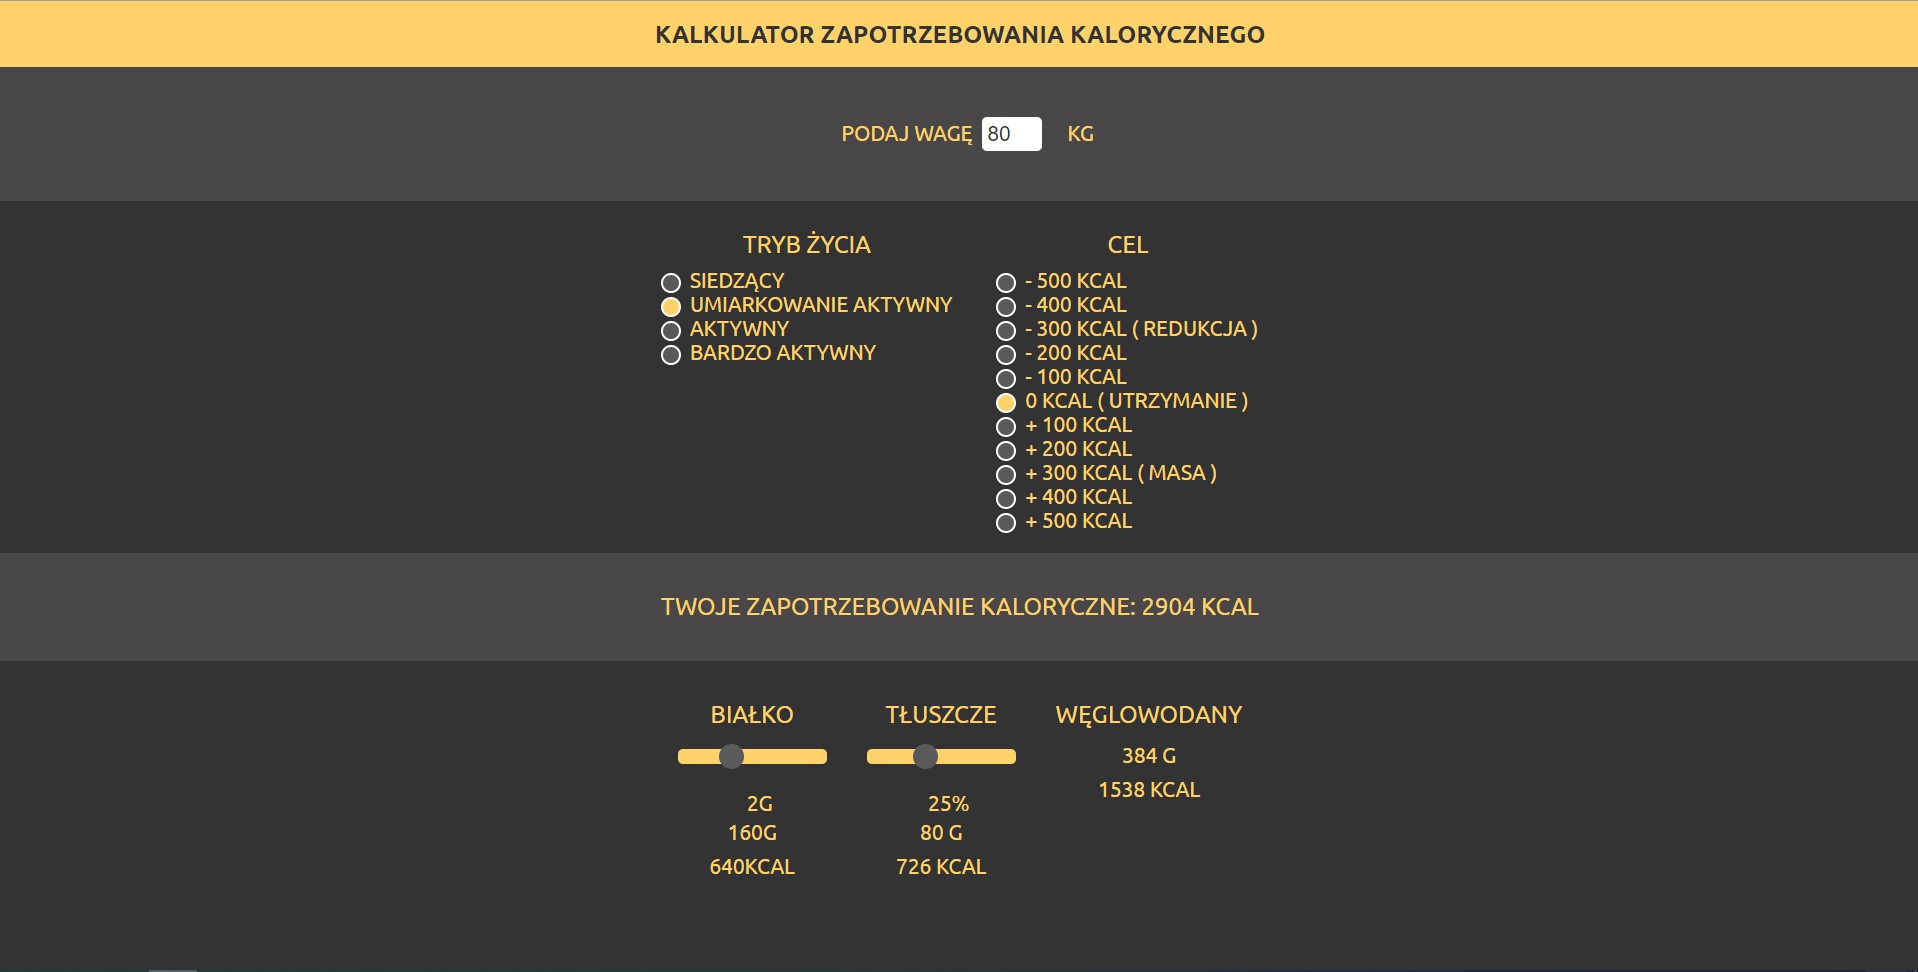 KALKULATOR ZAPOTRZEBOWANIA KALORYCZNEGO
PODAJ WAGĘ 80 KG
TRYB ŻYCIA
SIEDZĄCY
UMIARKOWANIE AKTYWNY
AKTYWNY
BARDZO AKTYWNY
CEL
- 500 KCAL
- 400 KCAL
- 300 KCAL ( REDUKCJA )
- 200 KCAL
- 100 KCAL
0 KCAL ( UTRZYMANIE )
+ 100 KCAL
+ 200 KCAL
+ 300 KCAL ( MASA )
+ 400 KCAL
+ 500 KCAL
TWOJE ZAPOTRZEBOWANIE KALORYCZNE: 2904 KCAL
BIAŁKO
2G
160G
640KCAL
TŁUSZCZE
25%
80 G
726 KCAL
WĘGLOWODANY
384 G
1538 KCAL